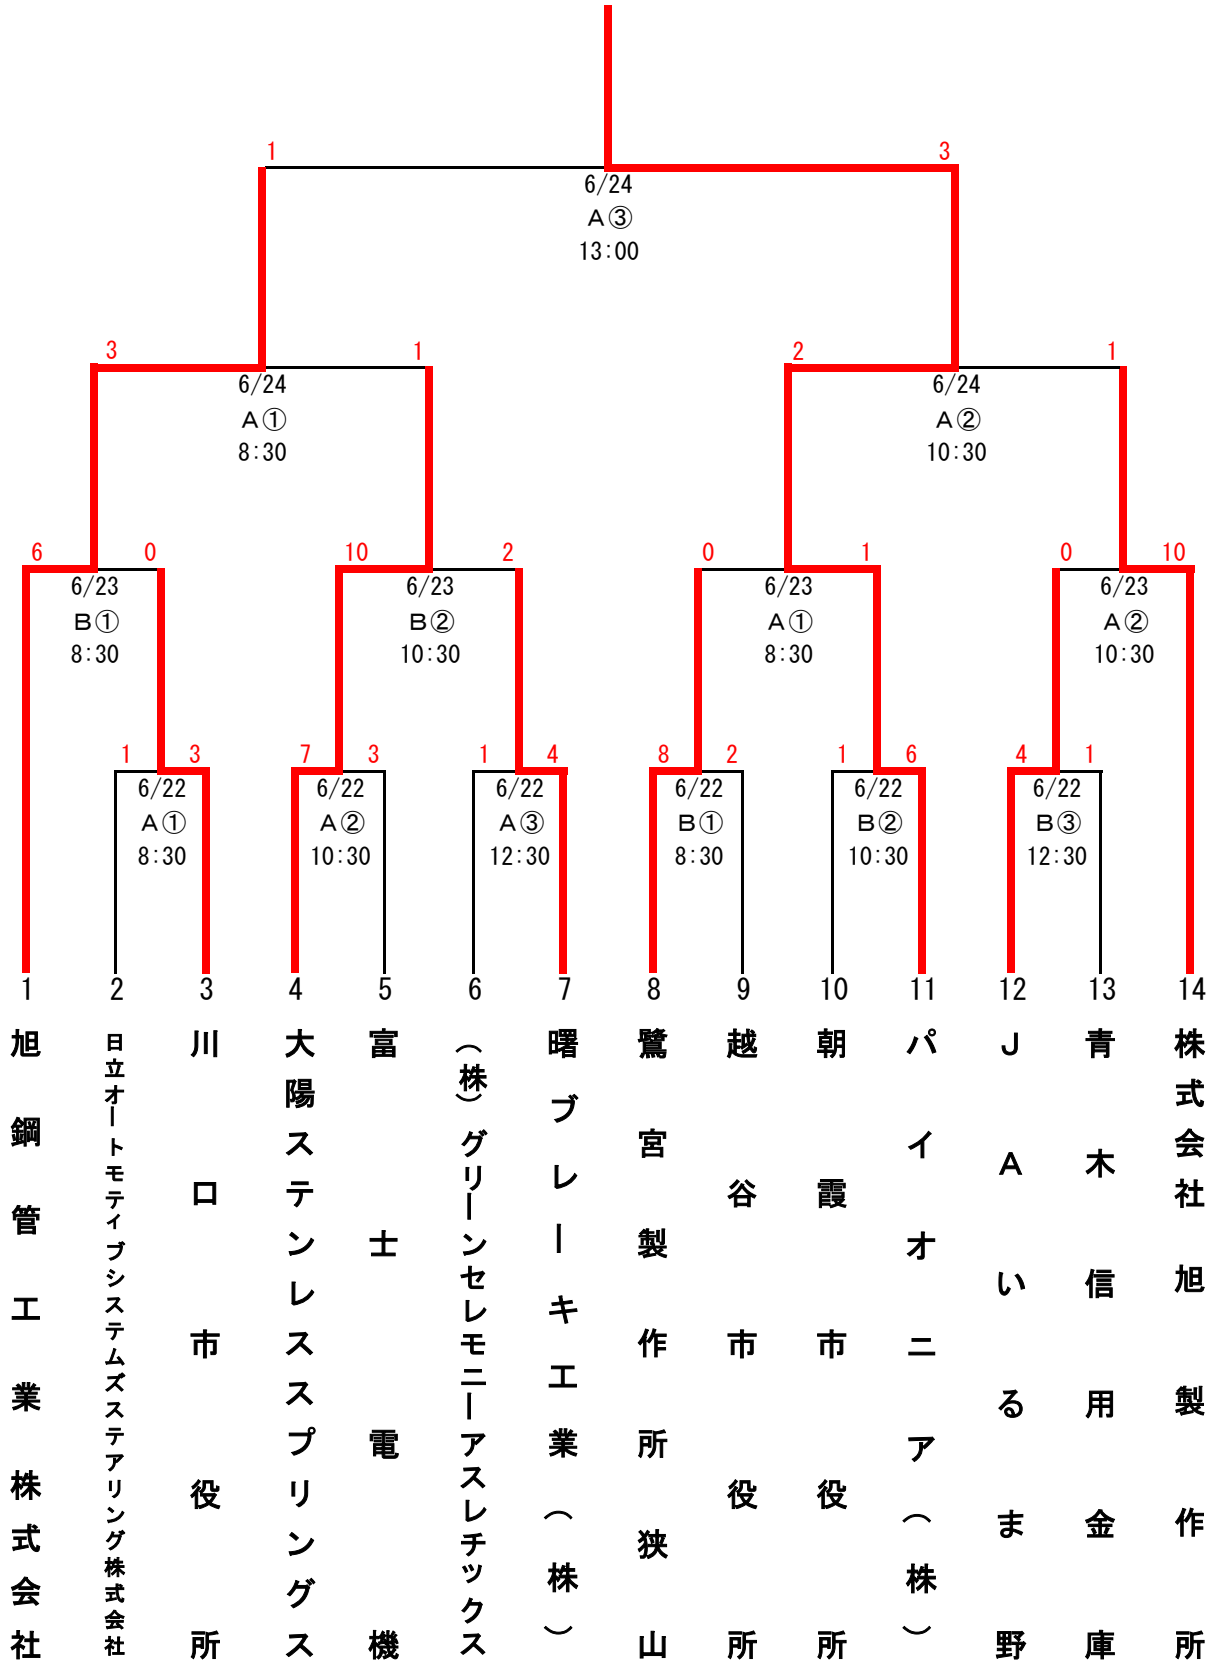 1 3
6/24
A③
13:00
3 1 2 1
6/24 6/24
A① A②
8:30 10:30
6 0 10 2 0 1 0 10
6/23 6/23 6/23 6/23
B① B② A① A②
8:30 10:30 8:30 10:30
1 3 7 3 1 4 8 2 1 6 4 1
6/22 6/22 6/22 6/22 6/22 6/22
A① A② A③ B① B② B③
8:30 10:30 12:30 8:30 10:30 12:30
1 2 3 4 5 6 7 8 9 10 11 12 13 14
旭鋼管工業株式会社
日立オートモティブシステムズステアリング株式会社
川口市役所
大陽ステンレススプリングス
富士電機
(株)グリーンセレモニーアスレチックス
曙ブレーキ工業(株)
鷺宮製作所狭山
越谷市役所
朝霞市役所
パイオニア(株)
JAいるま野
青木信用金庫
株式会社旭製作所